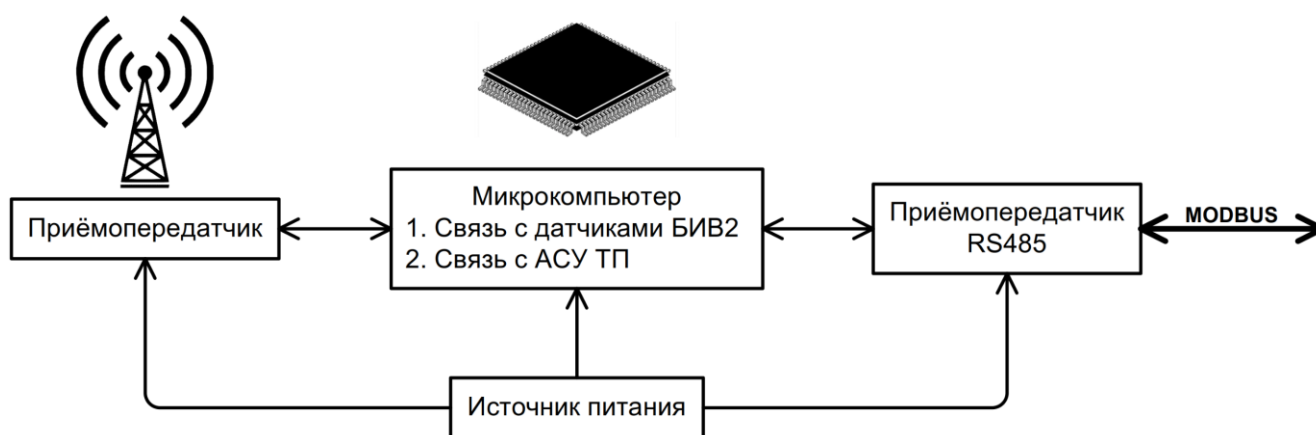 Приёмопередатчик
Микрокомпьютер
1. Связь с датчиками БИВ2
2. Связь с АСУ ТП
Приёмопередатчик
RS485
MODBUS
Источник питания